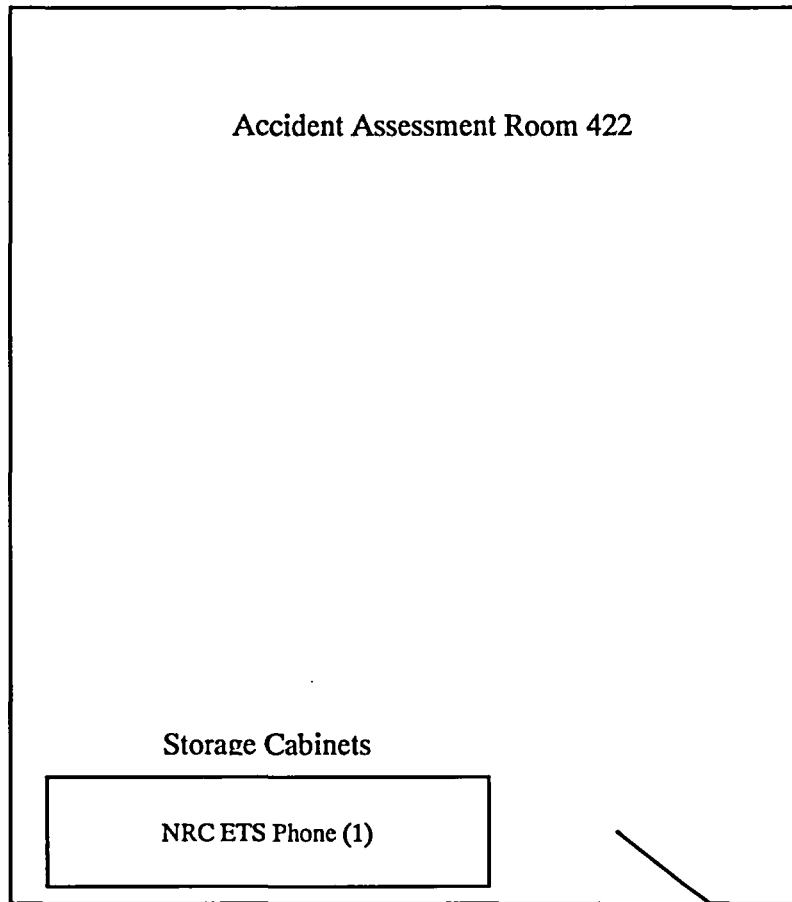 Accident Assessment Room 422
Storage Cabinets
NRC ETS Phone (1)